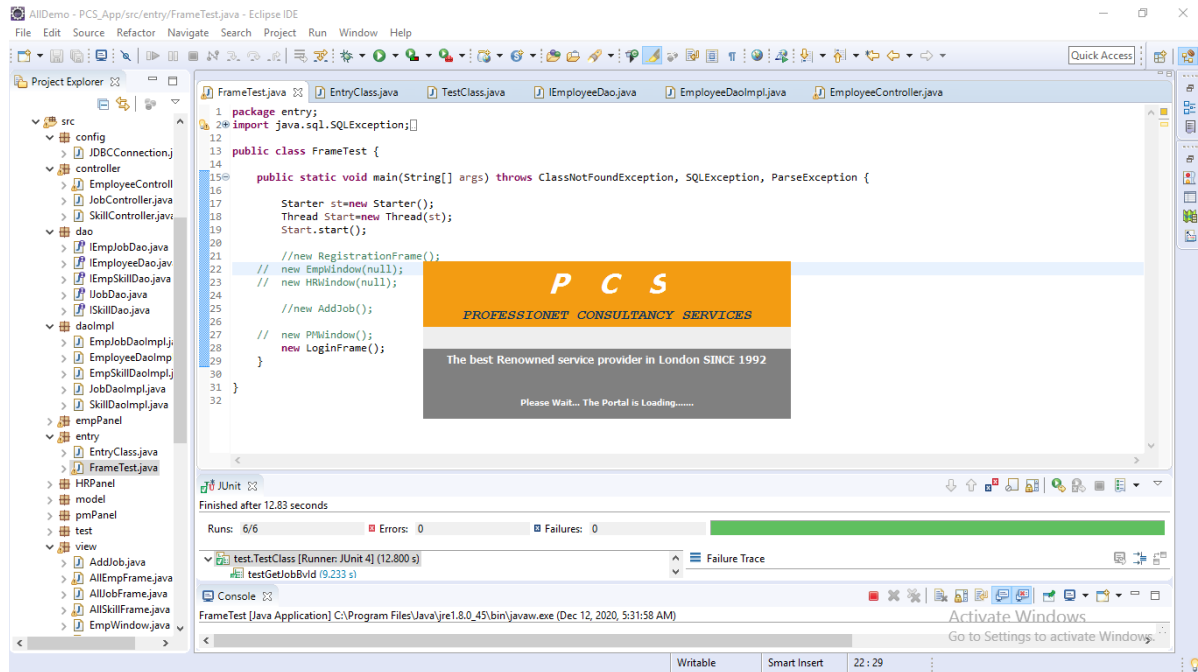 AllDemo - PCS_App/src/entry/FrameTest.java - Eclipse IDE
File Edit Source Refactor Navigate Search Project Run Window Help
Quick Access
Project Explorer
src
config
JDBCConnection.j
controller
EmployeeControll
JobController.java
SkillController.java
dao
IEmpJobDao.java
IEmployeeDao.jav
IEmpSkillDao.java
IJobDao.java
ISkillDao.java
daoImpl
EmpJobDaoImpl.j
EmployeeDaoImp
EmpSkillDaoImpl.j
JobDaoImpl.java
SkillDaoImpl.java
empPanel
entry
EntryClass.java
FrameTest.java
HRPanel
model
pmPanel
test
view
AddJob.java
AllEmpFrame.java
AllJobFrame.java
AllSkillFrame.java
EmpWindow.java
FrameTest.java EntryClass.java TestClass.java IEmployeeDao.java EmployeeDaoImpl.java EmployeeController.java
1 package entry;
2 import java.sql.SQLException;
12
13 public class FrameTest {
14
15 public static void main(String[] args) throws ClassNotFoundException, SQLException, ParseException {
16
17 Starter st=new Starter();
18 Thread Start=new Thread(st);
19 Start.start();
20
21 //new RegistrationFrame();
22 // new EmpWindow(null);
23 // new HRWindow(null);
24
25 //new AddJob();
26
27 // new PMWindow();
28 new LoginFrame();
29 }
30
31 }
32
P C S
PROFESSIONET CONSULTANCY SERVICES
The best Renowned service provider in London SINCE 1992
Please Wait... The Portal is Loading.......
JUnit
Finished after 12.83 seconds
Runs: 6/6 Errors: 0 Failures: 0
test.TestClass [Runner: JUnit 4] (12.800 s)
testGetJobById (9.233 s)
Failure Trace
Console
FrameTest [Java Application] C:\Program Files\Java\jre1.8.0_45\bin\javaw.exe (Dec 12, 2020, 5:31:58 AM)
Activate Windows
Go to Settings to activate Windows.
Writable Smart Insert 22 : 29